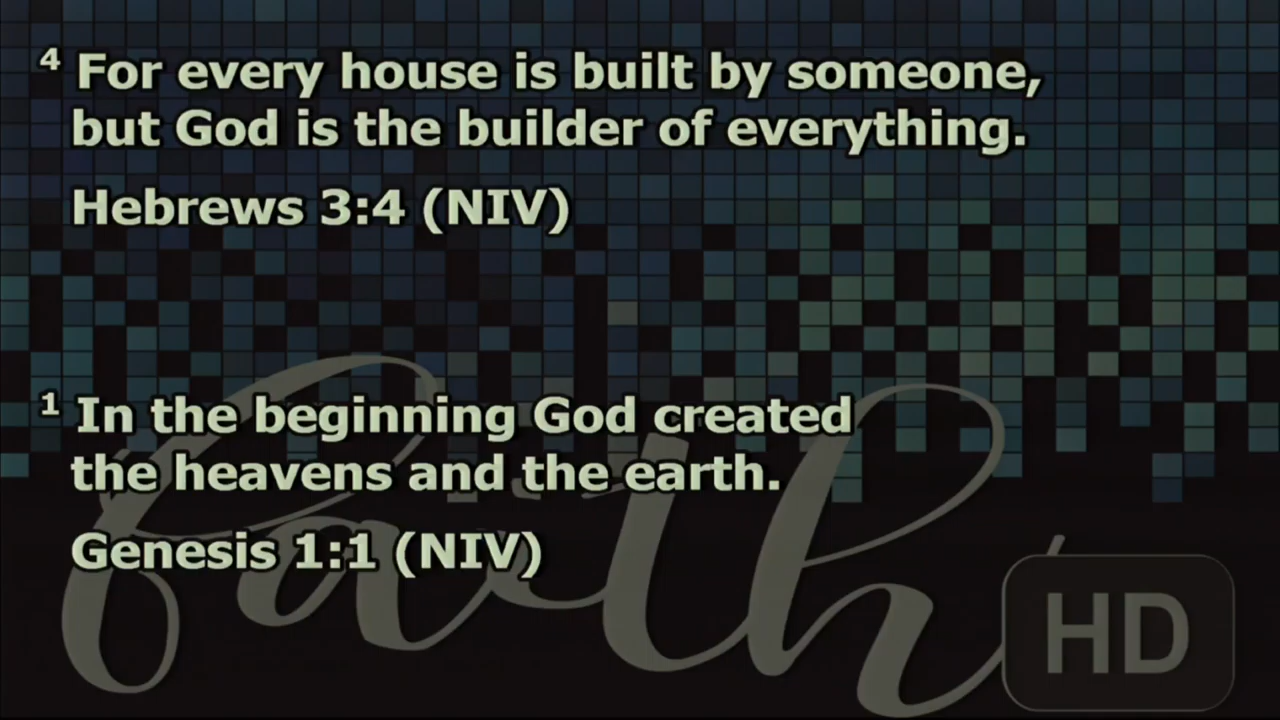 4 For every house is built by someone,
but God is the builder of everything.
Hebrews 3:4 (NIV)
1 In the beginning God created
the heavens and the earth.
Genesis 1:1 (NIV)
faith
HD